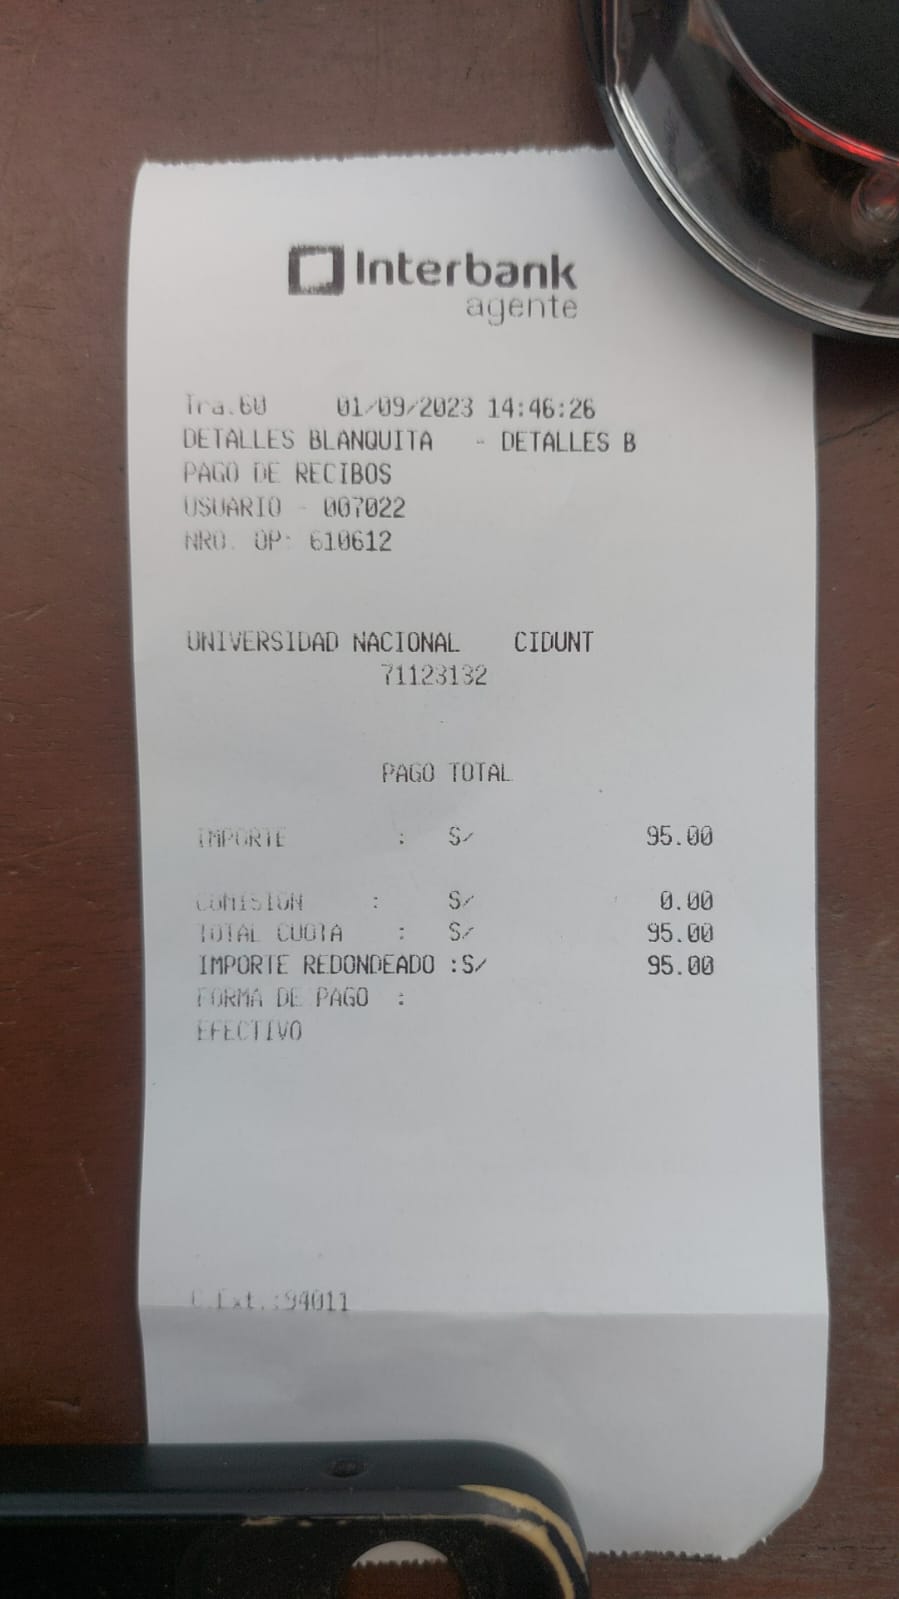 Interbank
agente
Tra.60 01/09/2023 14:46:26
DETALLES BLANQUITA - DETALLES B
PAGO DE RECIBOS
USUARIO - 007022
NRO. OP: 610612
UNIVERSIDAD NACIONAL CIDUNT
71123132
PAGO TOTAL
IMPORTE : S/ 95.00
COMISION : S/ 0.00
TOTAL CUOTA : S/ 95.00
IMPORTE REDONDEADO :S/ 95.00
FORMA DE PAGO :
EFECTIVO
C.Ext.:94011